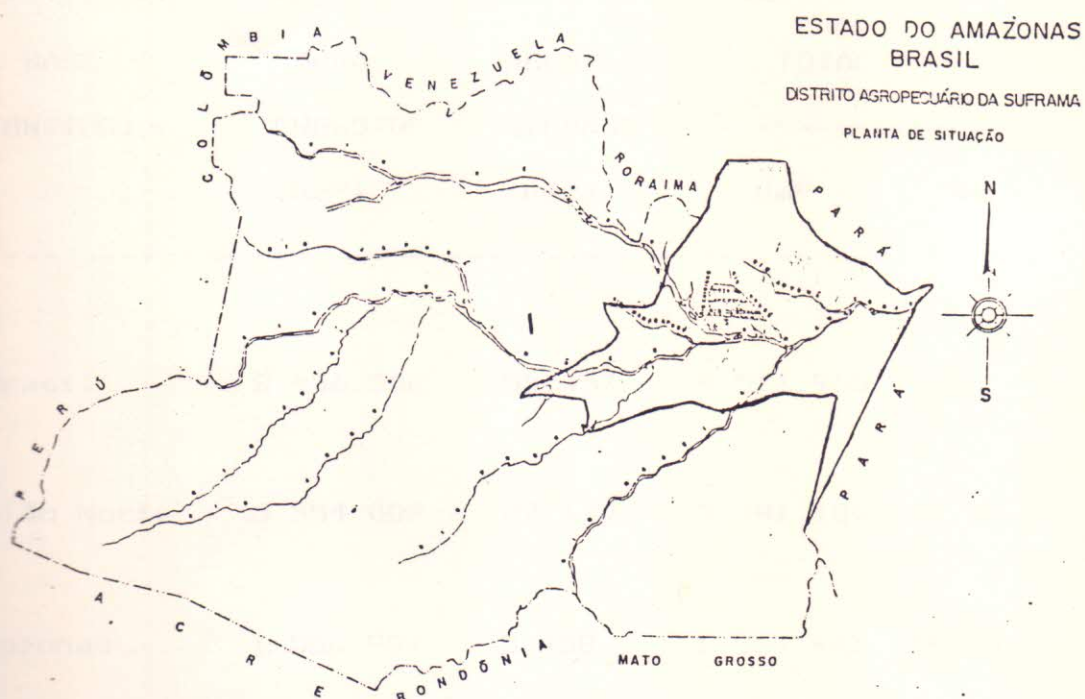 ESTADO DO AMAZONAS
BRASIL
DISTRITO AGROPECUÁRIO DA SUFRAMA
PLANTA DE SITUAÇÃO
COLÔMBIA
VENEZUELA
RORAIMA
PARÁ
N
S
PARÁ
PERU
ACRE
RONDÔNIA
MATO GROSSO